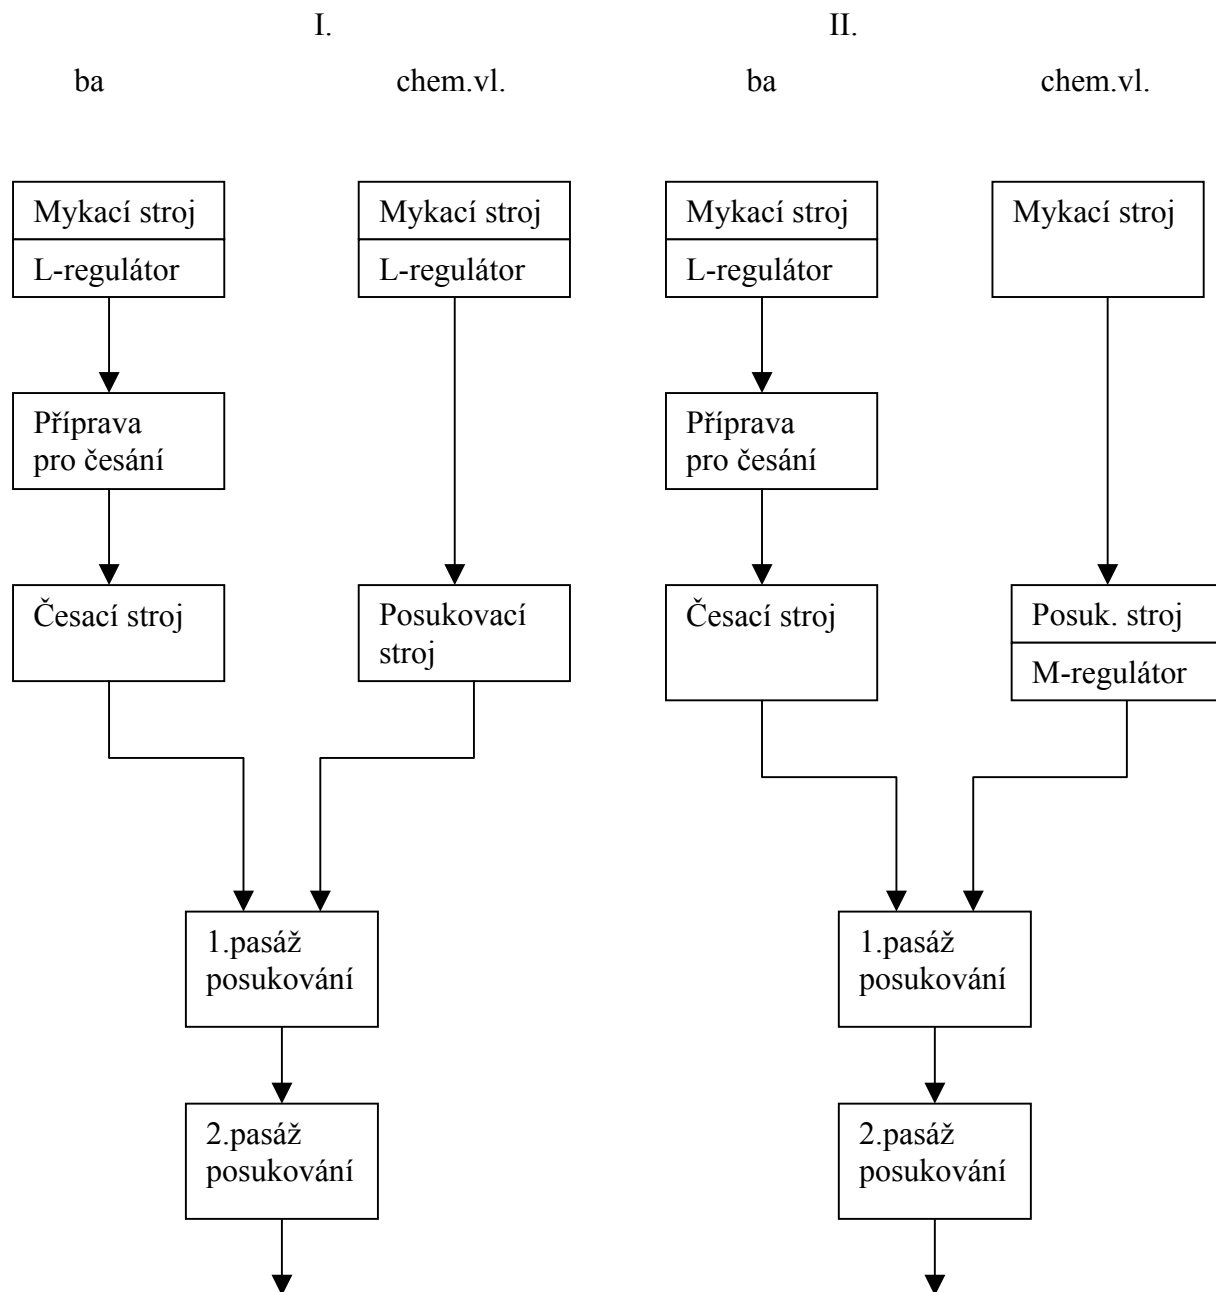 I.
II.
ba
chem.vl.
ba
chem.vl.
Mykací stroj
L-regulátor
Mykací stroj
L-regulátor
Mykací stroj
L-regulátor
Mykací stroj
Příprava
pro česání
Příprava
pro česání
Česací stroj
Posukovací
stroj
Česací stroj
Posuk. stroj
M-regulátor
1.pasáž
posukování
1.pasáž
posukování
2.pasáž
posukování
2.pasáž
posukování